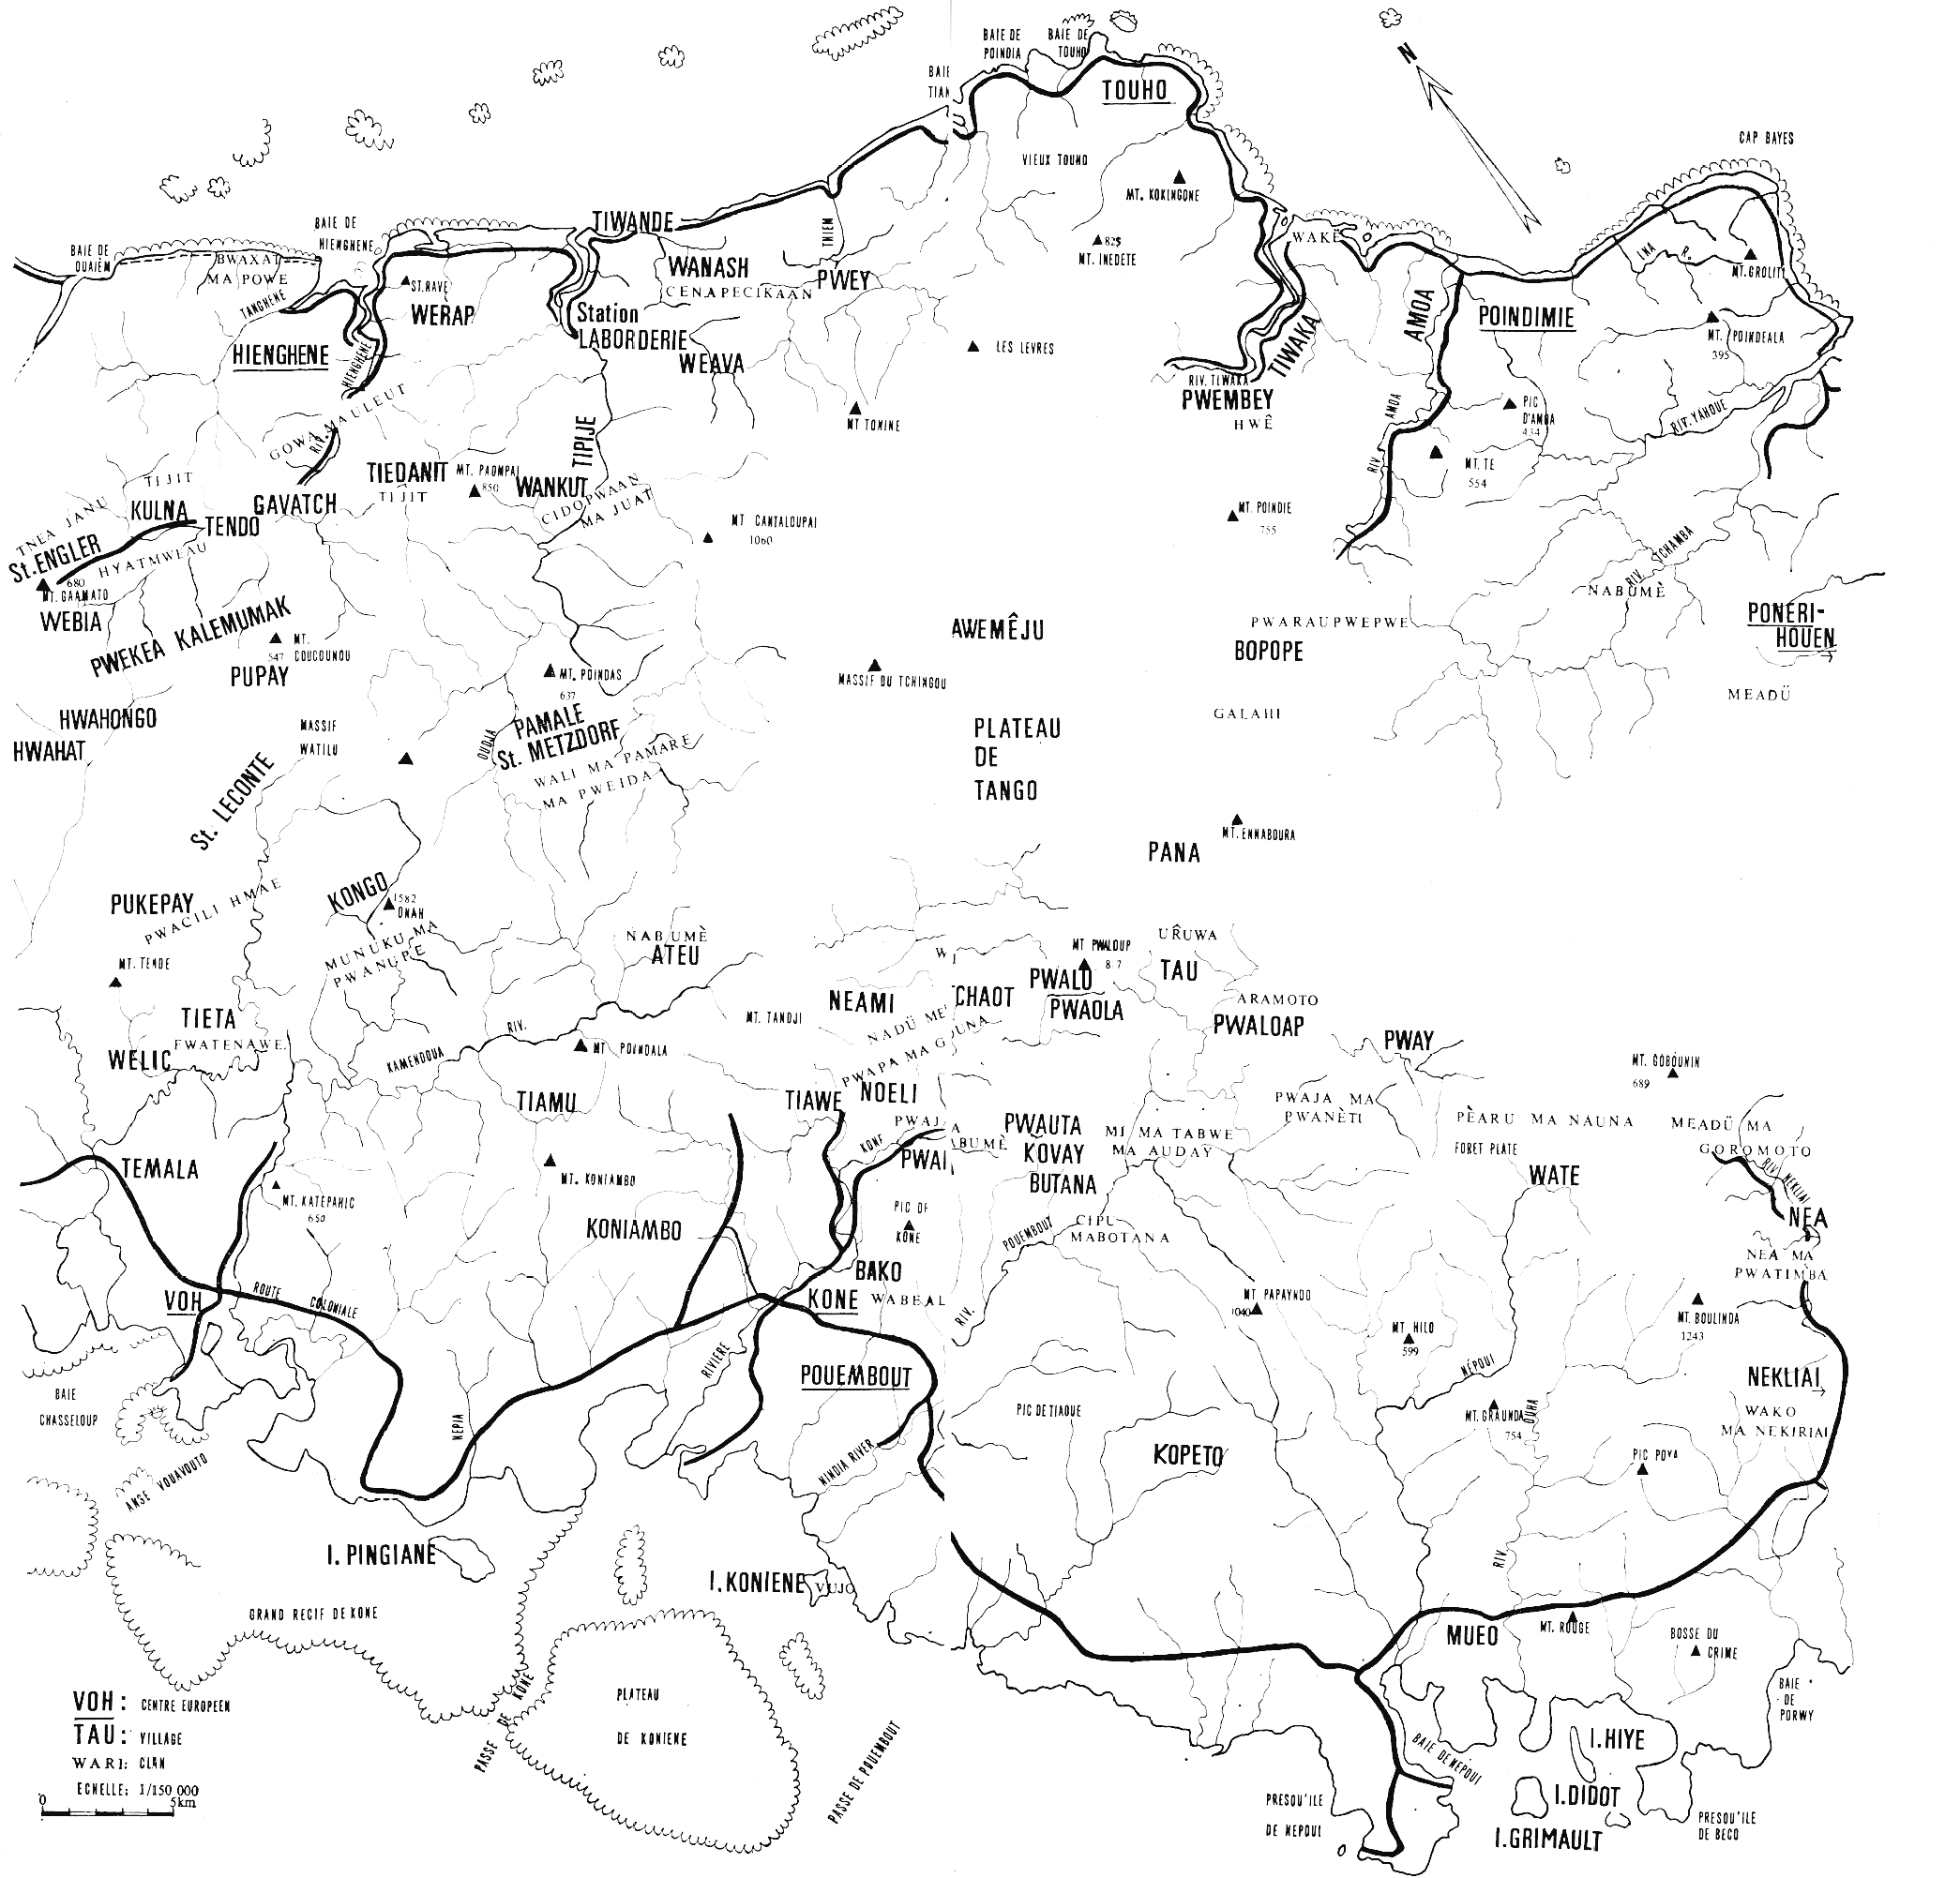 N
BAIE DE
POINDIA
BAIE DE
TOUHO
TOUHO
CAP BAYES
VIEUX TOUHO
MT. KOKINGONE
BAIE DE
HIENGHENE
TIWANDE
BAIE DE
OUAIÈM
BWAXAT
MA POWE
TANGHENE
ST. RAVE
WERAP
WANASH
CENAPECIKAAN
THIEM
PWEY
825
MT. INEDETE
WAKÊ
INA R.
MT. GROLIT
Station
LABORDERIE
WEAVA
HIENGHENE
HIENGHENE
LES LEVRES
TIWAKA
AMOA
POINDIMIE
MT. POINDEALA
395
RIV. TIWAKA
PWEMBEY
HWÊ
RIV. AMOA
PIC
D'AMBA
434
RIV. YAHOUE
MT TONINE
GOWA MAULEUT
RIV.
TIPIJE
TIEDANIT
TIJIT
MT. PAOMPAI
850
WANKUT
CIDOPWAAN
MA JUAT
MT. TE
554
TIJIT
KULNA
TENDO
GAVATCH
TNEA JANU
St. ENGLER
HYATMWEAU
680
MT. GAAMATO
WEBIA
MT CANTALOUPAI
1060
MT. POINDIE
755
RIV. TCHAMBA
NABUMÈ
PWEKEA KALEMUMAK
547
MT.
COUCOUNOU
PUPAY
AWEMÊJU
PWARAUPWEPWE
BOPOPE
PONERI-
HOUEN
MEADÜ
MT. POINDAS
637
MASSIF DU TCHINGOU
GALAHI
HWAHONGO
HWAHAT
MASSIF
WATILU
OUDJA
PAMALE
St. METZDORF
WALI MA PAMARE
MA PWEIDA
PLATEAU
DE
TANGO
St. LECONTE
MT. ENNABOURA
PANA
PUKEPAY
PWACILI HMAE
KONGO
1582
ONAH
MUNUKU MA
PWANUPE
NABUMÈ
ATEU
MT PWALOUP
URUWA
MT. TENDE
TAU
PWALO
PWAOLA
NEAMI
TCHAOT
ARAMOTO
PWALOAP
TIETA
FWATENAWE
WELIC
KAMENDOUA
RIV.
MT POINDALA
MT. TANDJI
NADÜ ME
PWAPA MA GOUNA
PWAY
MT. GOBOUNIN
689
TIAMU
TIAWE
NOELI
PWAJA MA
PWANÈTI
PÈARU MA NAUNA
MEADÜ MA
GOROMOTO
KONE
PWAUTA
KOVAY
BUTANA
MI MA TABWE
MA AUDAY
FORET PLATE
WATE
RIV. NEKLIAI
NEA
NEA MA
PWATIMBA
TEMALA
MT. KATEPAHIC
650
MT. KONIAMBO
KONIAMBO
PIC DE
KONE
POUEMBOUT
RIV.
CIPU
MABOTANA
BAKO
KONE
WABEAL
MT PAPAYNDO
1040
MT. BOULINDA
1243
VOH
ROUTE COLONIALE
RIVIERE
MT HILO
599
NÉPOUI
NEKLIAI
WAKO
MA NEKIRIAI
POUEMBOUT
BAIE
CHASSELOUP
NEPIA
NINDIA RIVER
PIC DE TIAOUE
MT. GRAUNDA
754
KOPETO
PIC POYA
ANSE VOUAVOUTO
I. PINGIANE
I. KONIENE
VUJO
RIV
GRAND RECIF DE KONE
MUEO
MT. ROUGE
BOSSE DU
CRIME
PASSE DE KONE
PLATEAU
DE KONIENE
PASSE DE POUEMBOUT
BAIE
DE
PORWY
BAIE DE NEPOUI
I. HIYE
I. DIDOT
I. GRIMAULT
PRESQU'ILE
DE NEPOUI
PRESQU'ILE
DE BECO
VOH : CENTRE EUROPEEN
TAU : VILLAGE
WARI: CLAN
ECHELLE: 1/150 000
0 5km